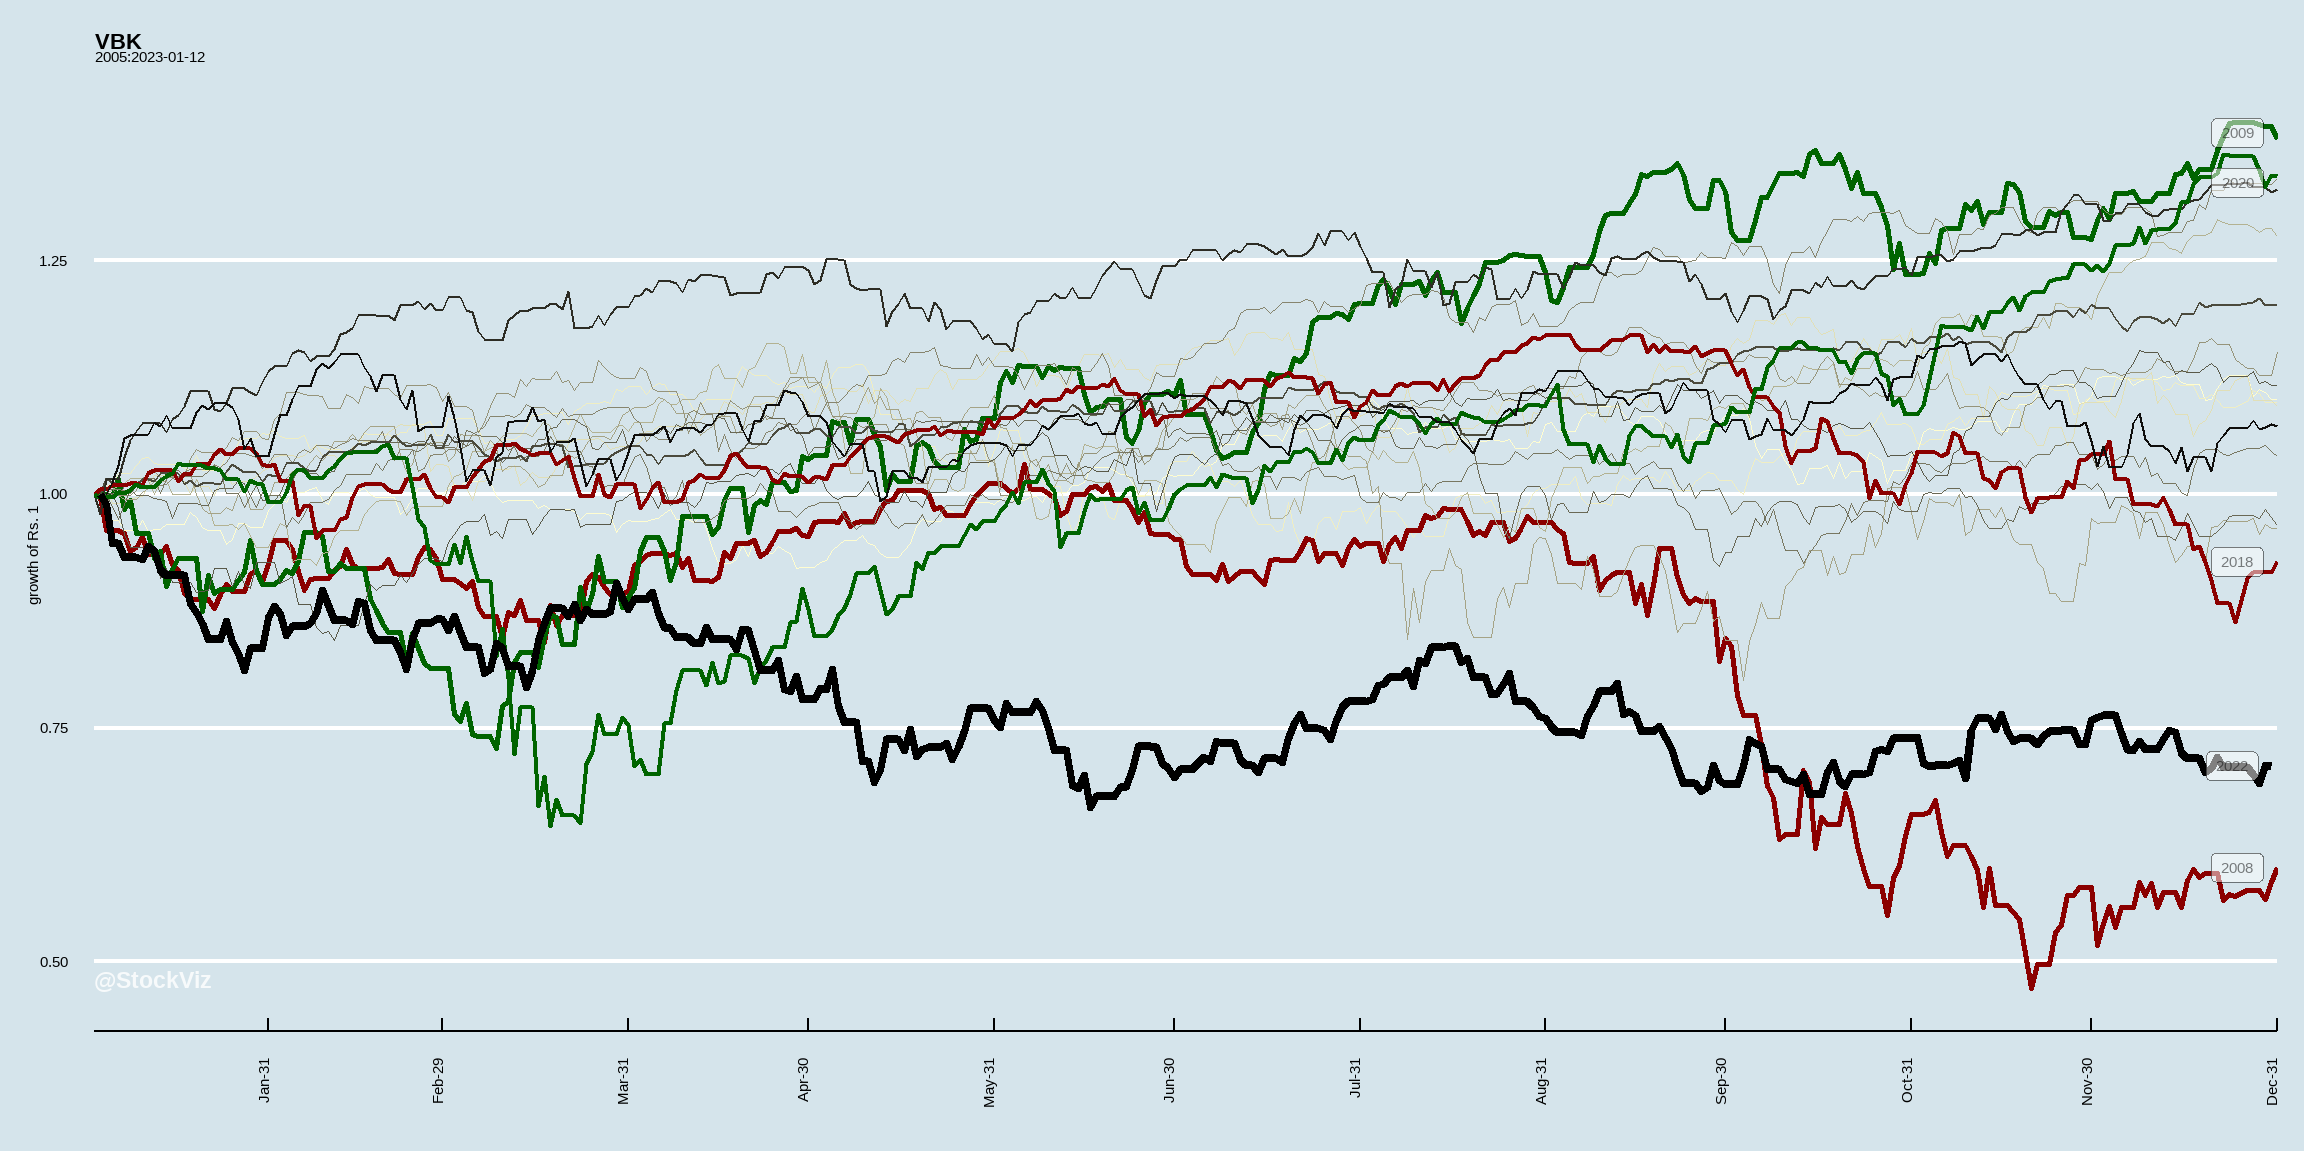 VBK
2005:2023-01-12
growth of Rs. 1
1.25
1.00
0.75
0.50
2009
2020
2018
2022
2008
@StockViz
Jan-31
Feb-29
Mar-31
Apr-30
May-31
Jun-30
Jul-31
Aug-31
Sep-30
Oct-31
Nov-30
Dec-31